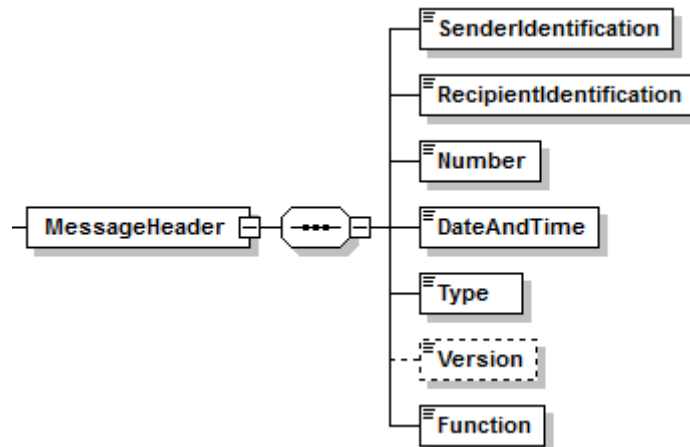 SenderIdentification
RecipientIdentification
Number
MessageHeader
DateAndTime
Type
Version
Function